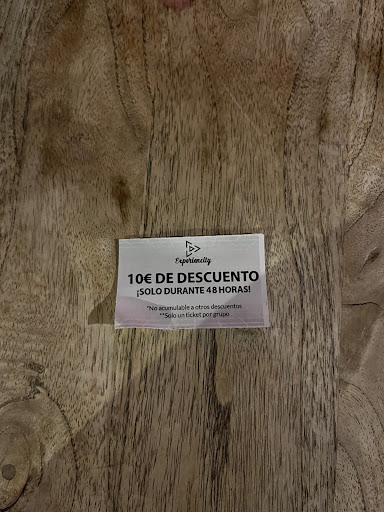 Experiencity
10€ DE DESCUENTO
¡SOLO DURANTE 48 HORAS!
*No acumulable a otros descuentos
**Solo un ticket por grupo